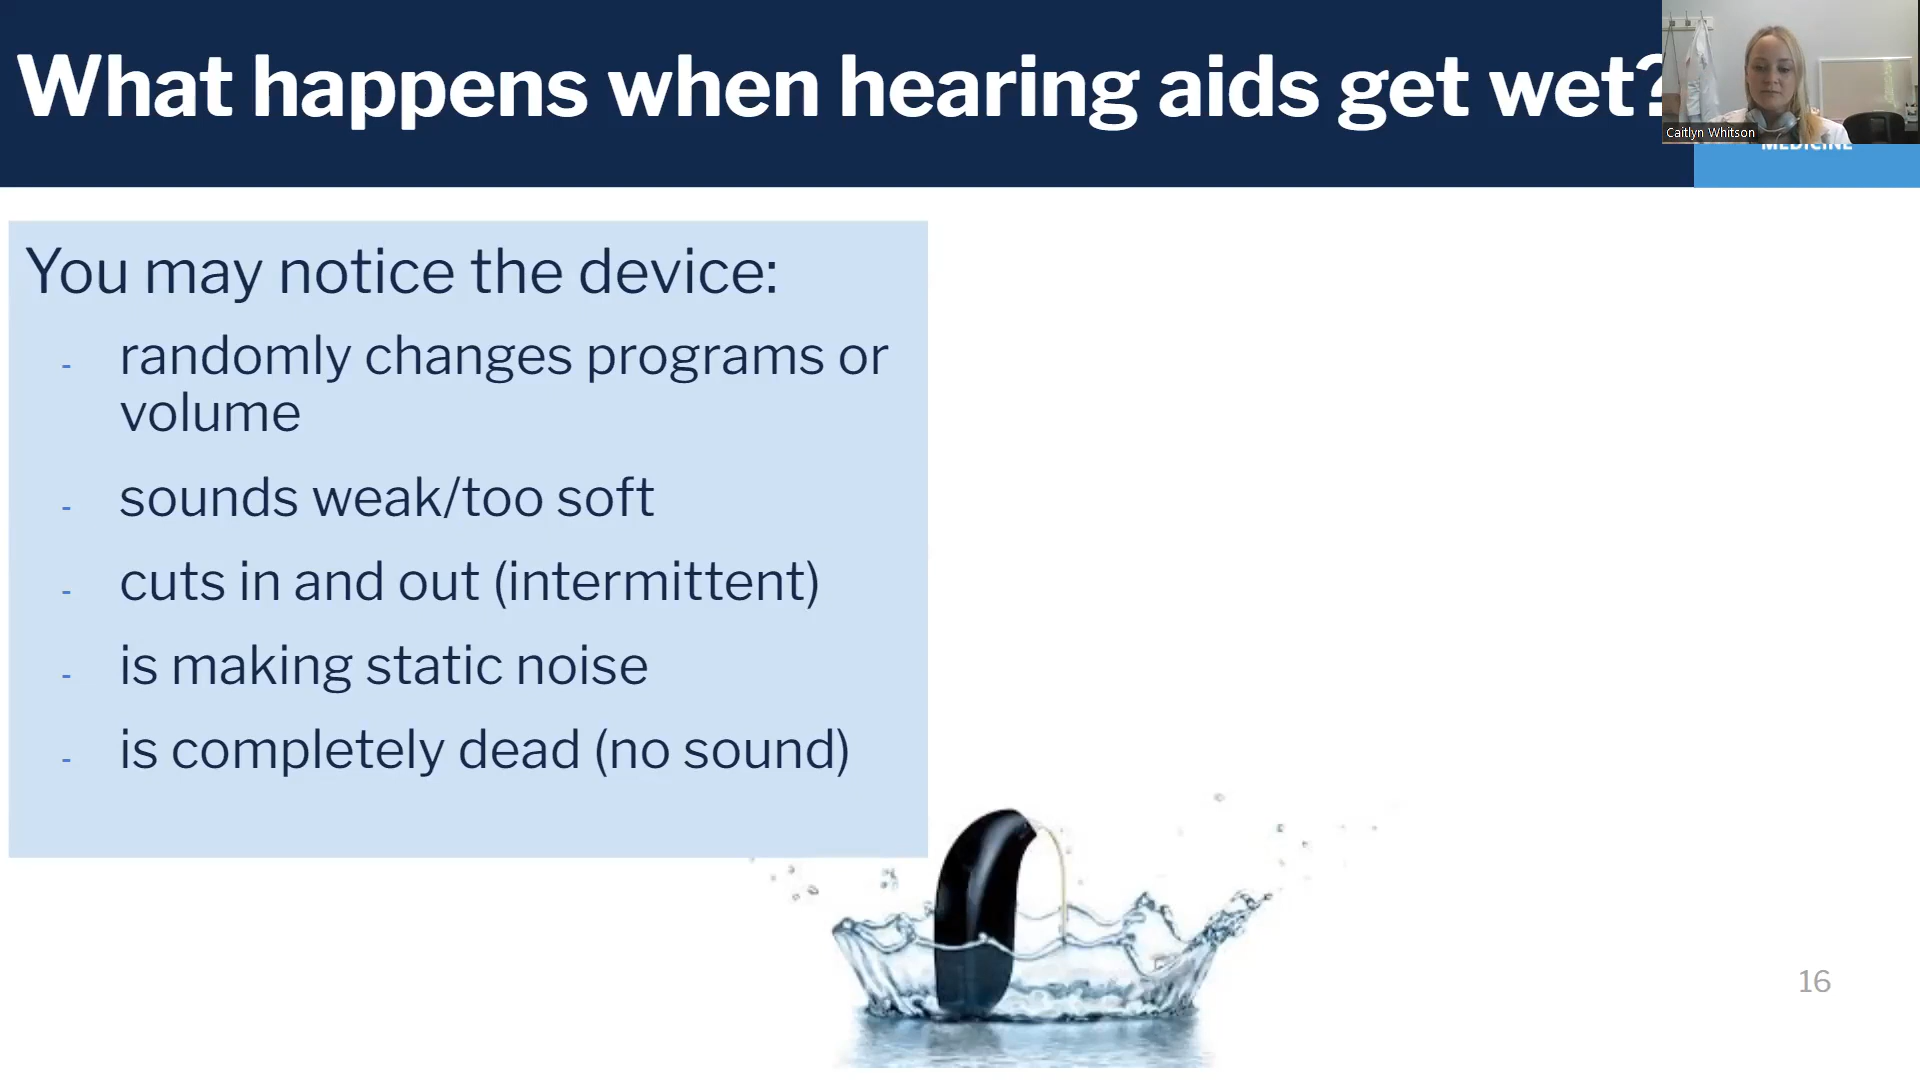 What happens when hearing aids get wet?
Caitlyn Whitson
MEDICINE
You may notice the device:
- randomly changes programs or
volume
- sounds weak/too soft
- cuts in and out (intermittent)
- is making static noise
- is completely dead (no sound)
16